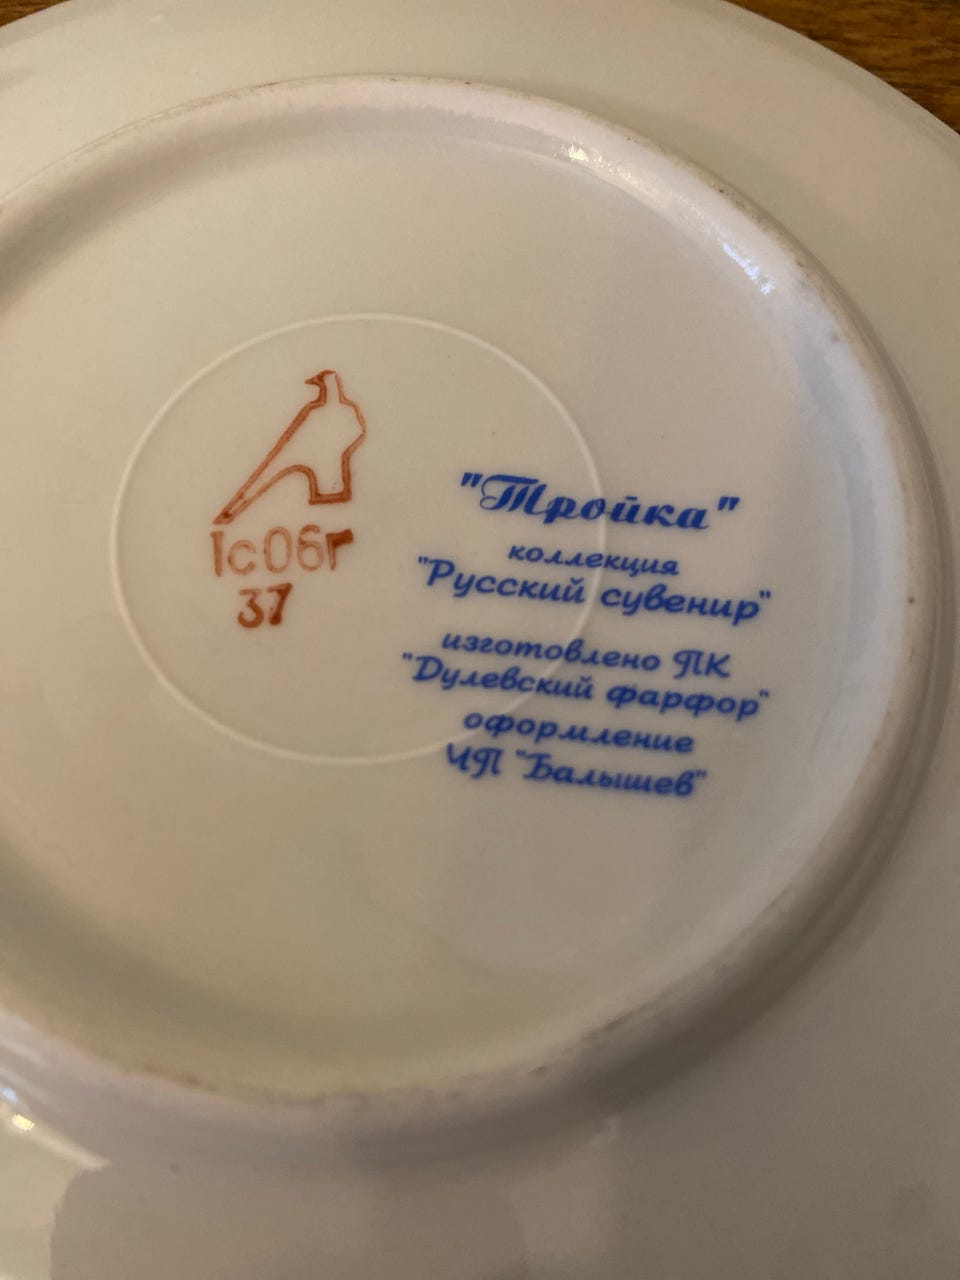 1с06г
37
"Тройка"
коллекция
"Русский сувенир"
изготовлено ПК
"Дулевский фарфор"
оформление
ЧП "Балышев"